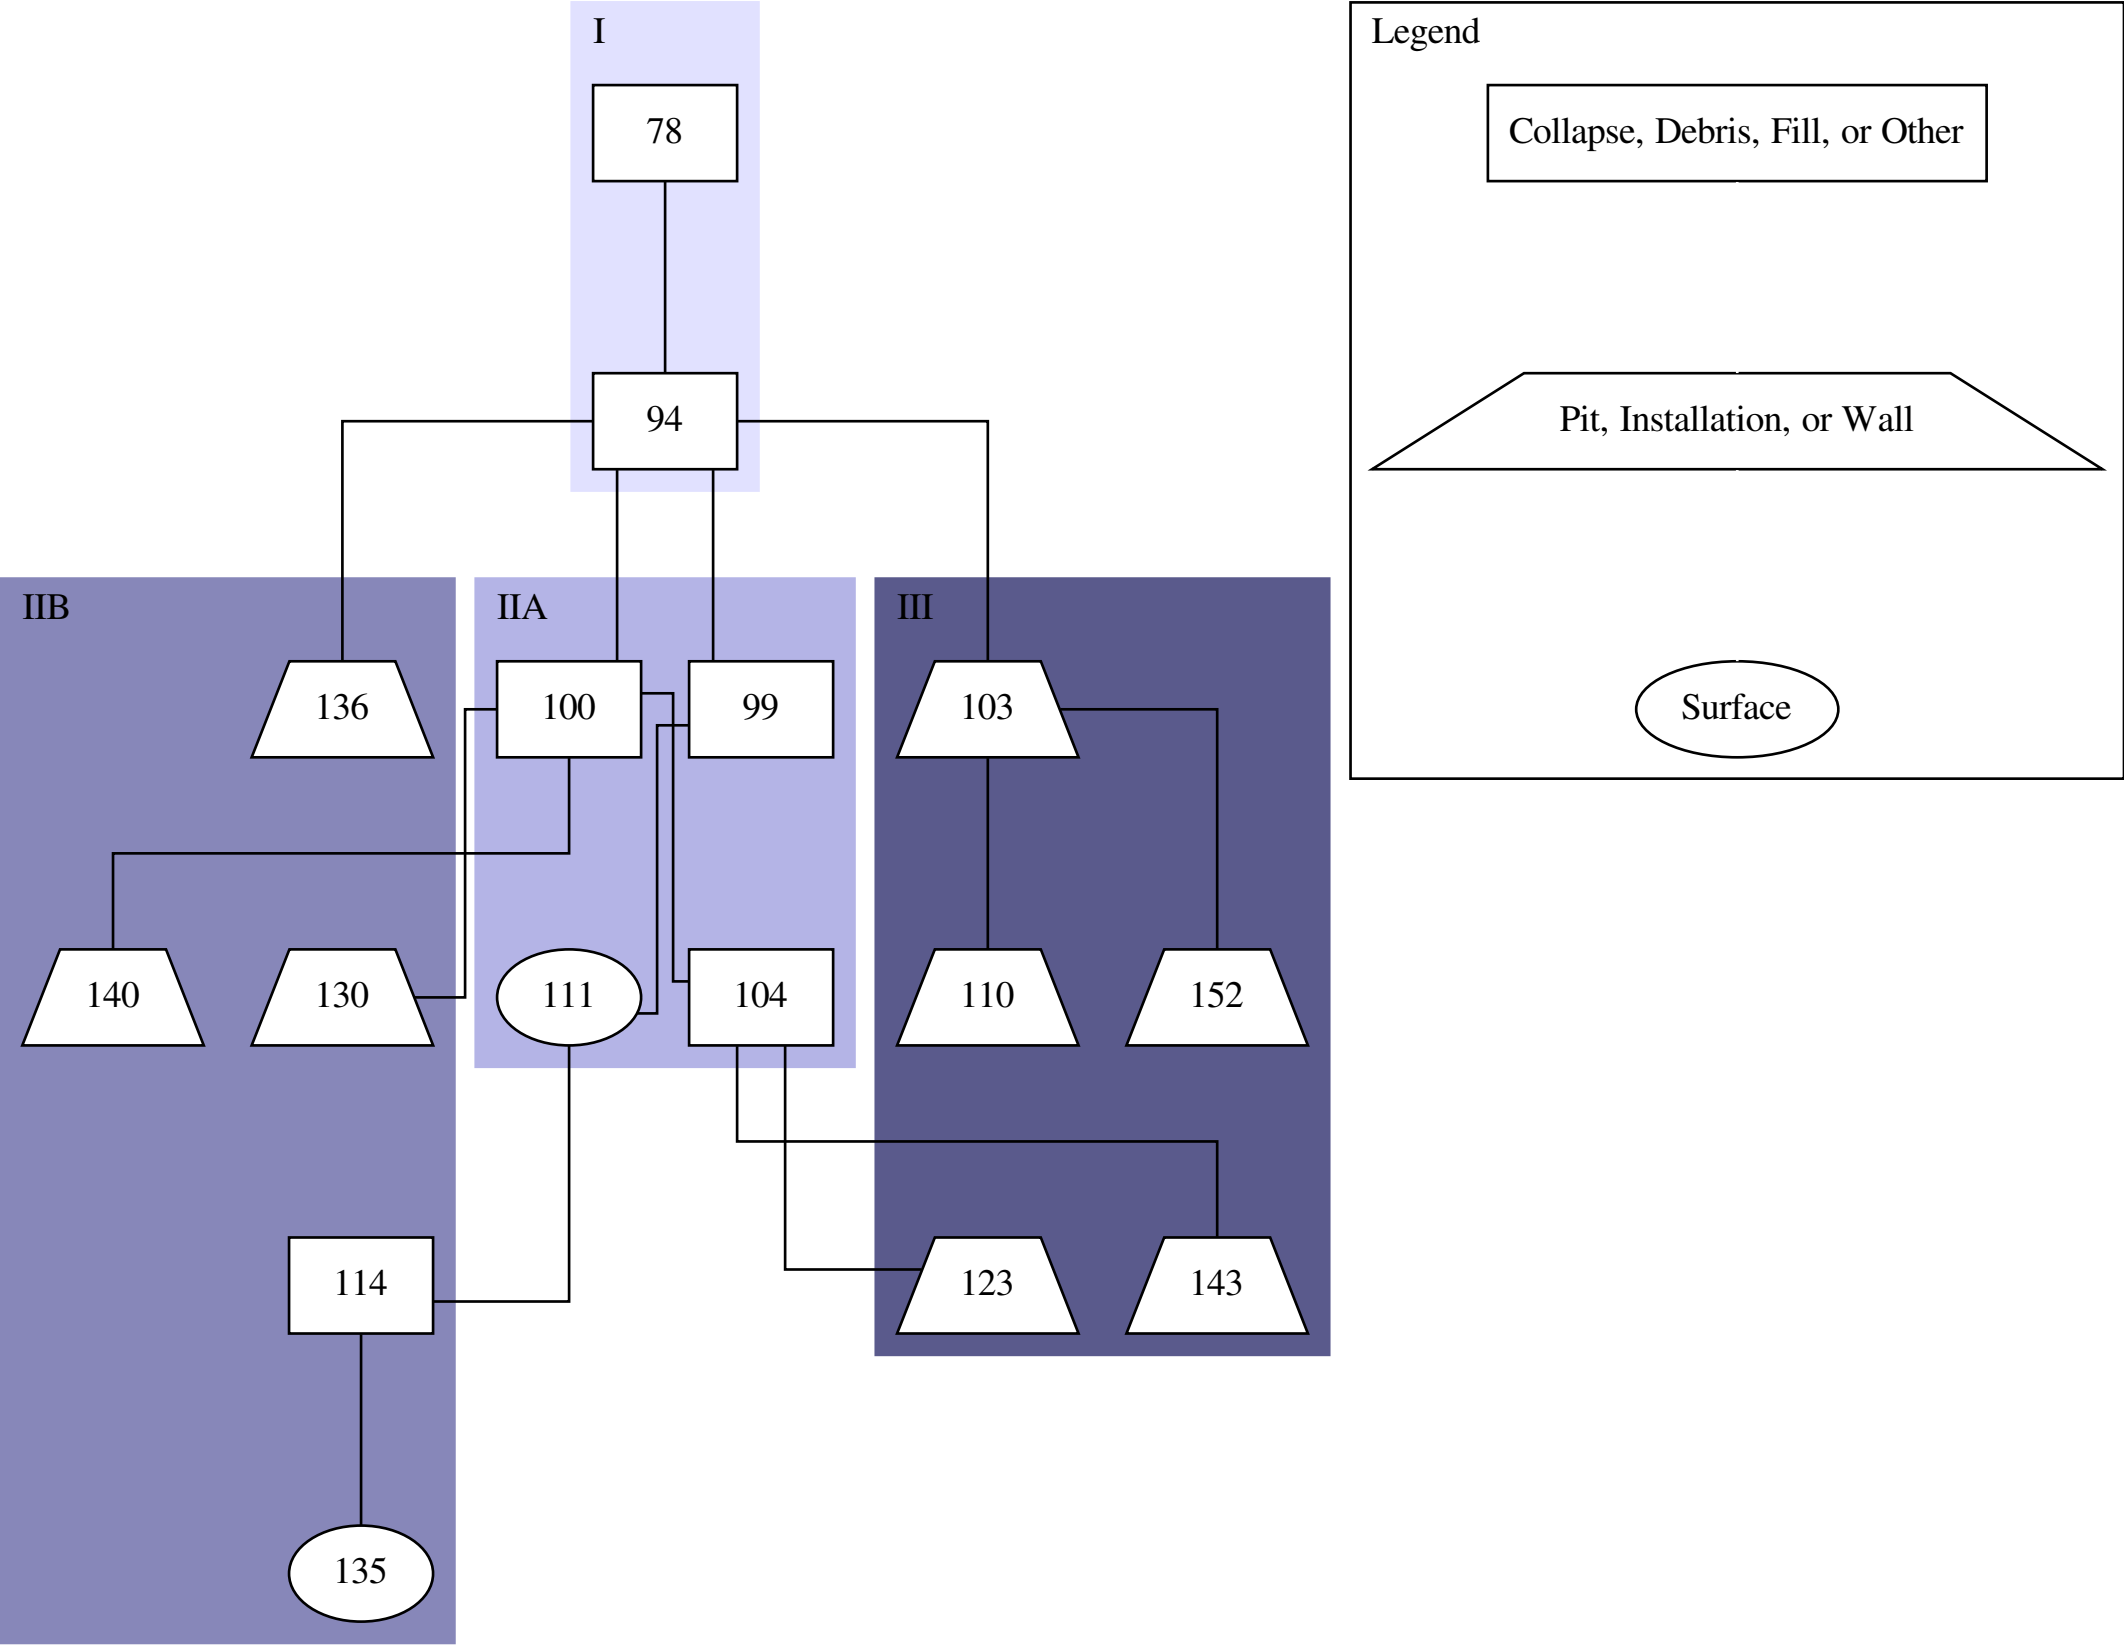 I
Legend
78
Collapse, Debris, Fill, or Other
94
Pit, Installation, or Wall
IIB
IIA
III
136
100
99
103
Surface
140
130
111
104
110
152
114
123
143
135